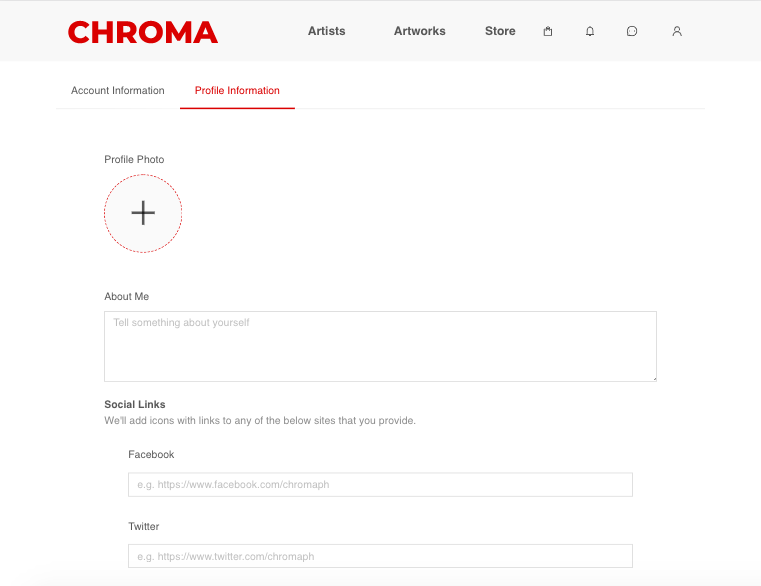 CHROMA
Artists
Artworks
Store
Account Information
Profile Information
Profile Photo
About Me
Tell something about yourself
Social Links
We'll add icons with links to any of the below sites that you provide.
Facebook
e.g. https://www.facebook.com/chromaph
Twitter
e.g. https://www.twitter.com/chromaph